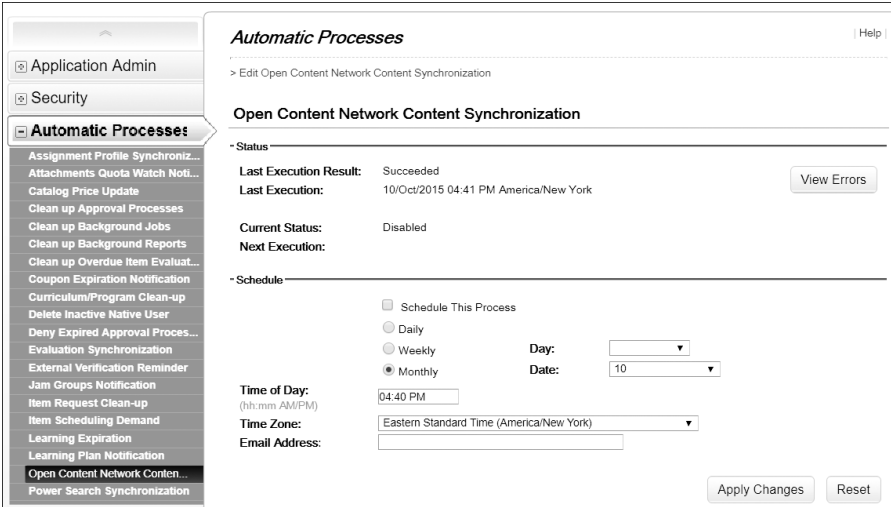 Application Admin
Security
Automatic Processes
Assignment Profile Synchroniz...
Attachments Quota Watch Noti...
Catalog Price Update
Clean up Approval Processes
Clean up Background Jobs
Clean up Background Reports
Clean up Overdue Item Evaluat...
Coupon Expiration Notification
Curriculum/Program Clean-up
Delete Inactive Native User
Deny Expired Approval Proces...
Evaluation Synchronization
External Verification Reminder
Jam Groups Notification
Item Request Clean-up
Item Scheduling Demand
Learning Expiration
Learning Plan Notification
Open Content Network Conten...
Power Search Synchronization
Automatic Processes
| Help |
> Edit Open Content Network Content Synchronization
Open Content Network Content Synchronization
Status
Last Execution Result: Succeeded
Last Execution: 10/Oct/2015 04:41 PM America/New York
View Errors
Current Status: Disabled
Next Execution:
Schedule
Schedule This Process
Daily
Weekly Day:
Monthly Date: 10
Time of Day: 04:40 PM
(hh:mm AM/PM)
Time Zone: Eastern Standard Time (America/New York)
Email Address:
Apply Changes Reset